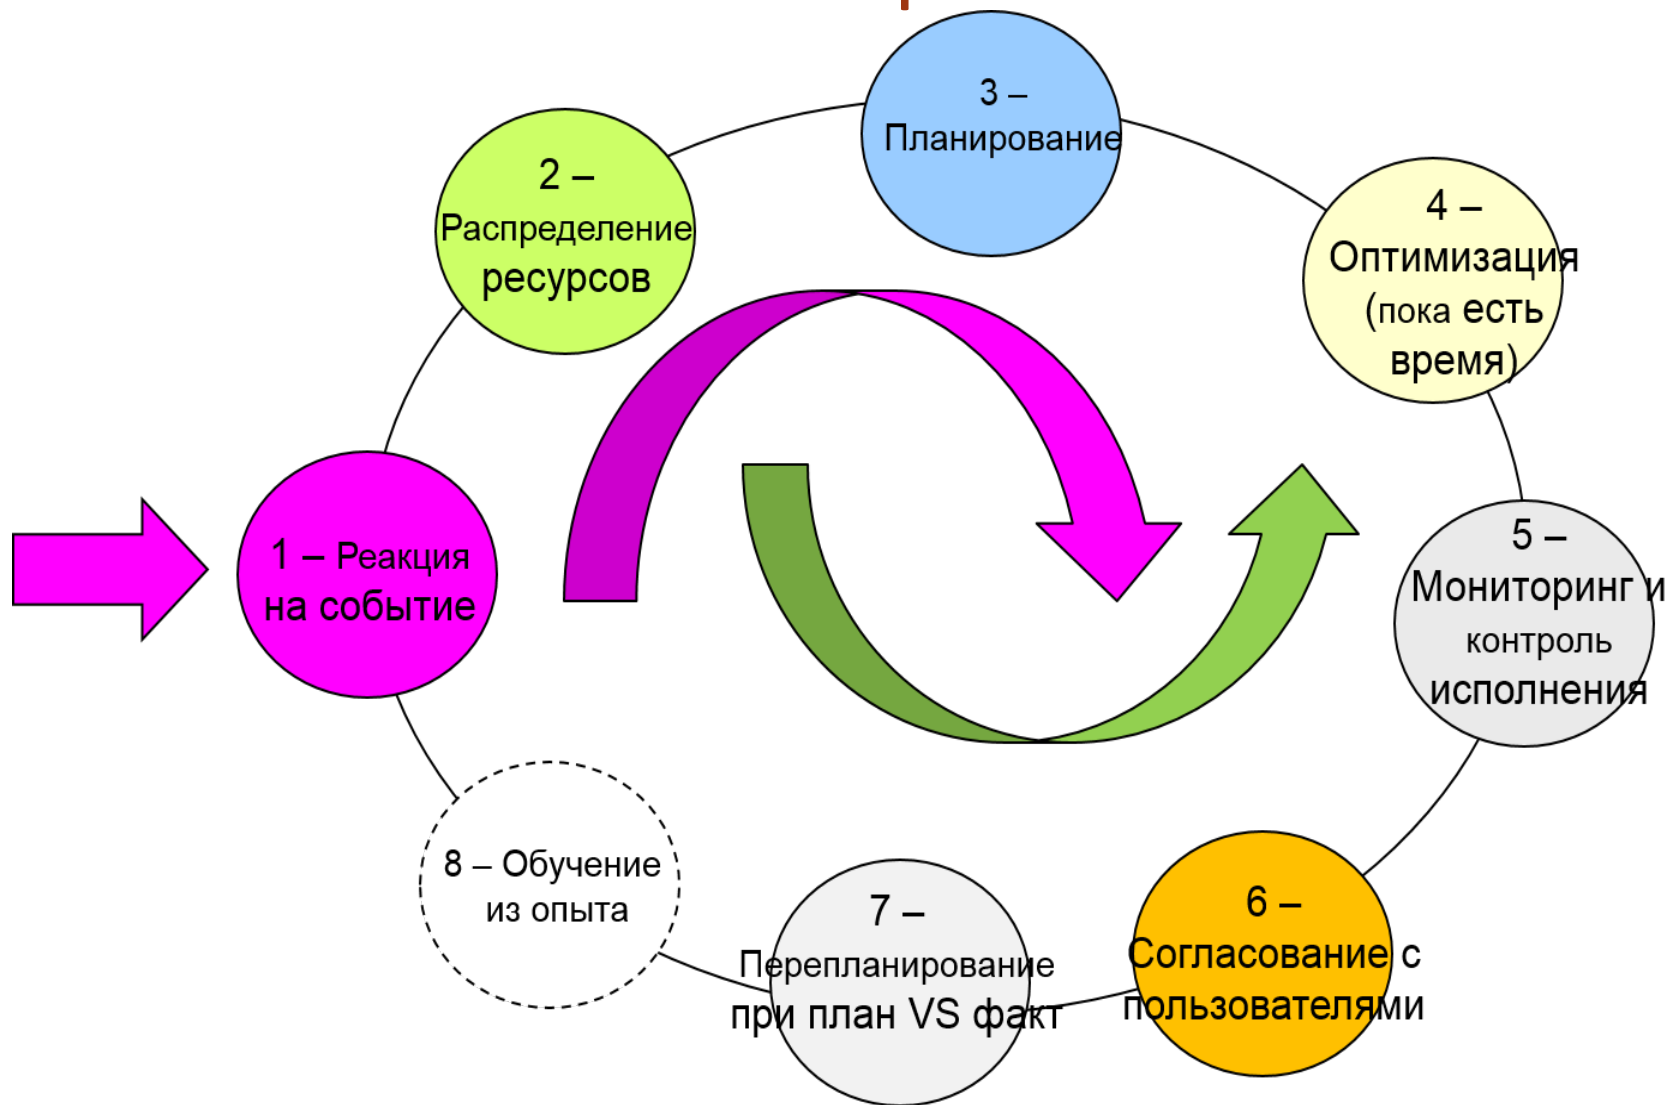 1 – Реакция
на событие
2 –
Распределение
ресурсов
3 –
Планирование
4 –
Оптимизация
(пока есть
время)
5 –
Мониторинг и
контроль
исполнения
6 –
Согласование с
пользователями
7 –
Перепланирование
при план VS факт
8 – Обучение
из опыта